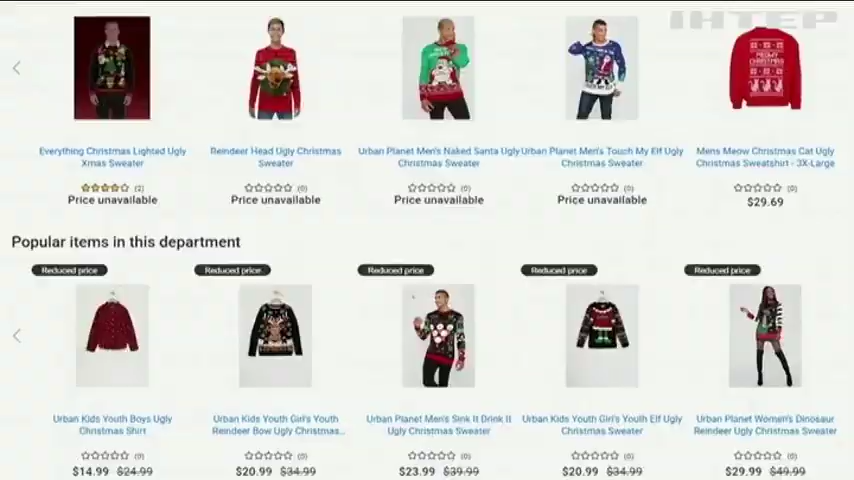 ІНТЕР
Everything Christmas Lighted Ugly
Xmas Sweater
(2)
Price unavailable
Reindeer Head Ugly Christmas
Sweater
(0)
Price unavailable
Urban Planet Men's Naked Santa Ugly
Christmas Sweater
(0)
Price unavailable
Urban Planet Men's Touch My Elf Ugly
Christmas Sweater
(0)
Price unavailable
MEOWY
CHRISTMAS
Mens Meow Christmas Cat Ugly
Christmas Sweatshirt - 3X-Large
(0)
$29.69
Popular items in this department
Reduced price
Urban Kids Youth Boys Ugly
Christmas Shirt
(0)
$14.99 $24.99
Reduced price
Urban Kids Youth Girl's Youth
Reindeer Bow Ugly Christmas...
(0)
$20.99 $34.99
Reduced price
Urban Planet Men's Sink It Drink It
Ugly Christmas Sweater
(0)
$23.99 $39.99
Reduced price
Urban Kids Youth Girl's Youth Elf Ugly
Christmas Sweater
(0)
$20.99 $34.99
Reduced price
Urban Planet Women's Dinosaur
Reindeer Ugly Christmas Sweater
(0)
$29.99 $49.99